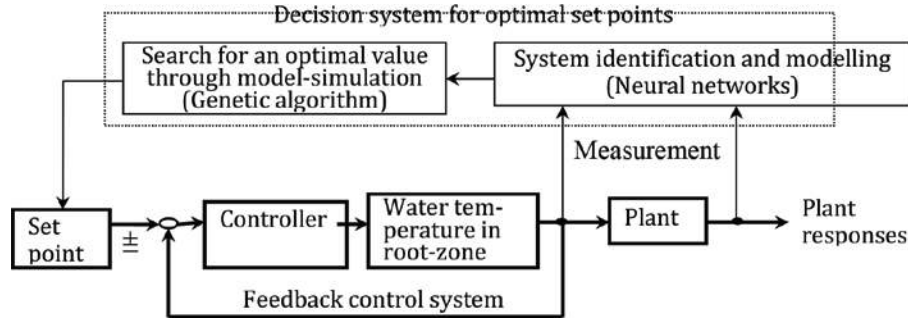 Decision system for optimal set points
Search for an optimal value
through model-simulation
(Genetic algorithm)
System identification and modelling
(Neural networks)
Measurement
Set
point
±
Controller
Water tem-
perature in
root-zone
Plant
Plant
responses
Feedback control system